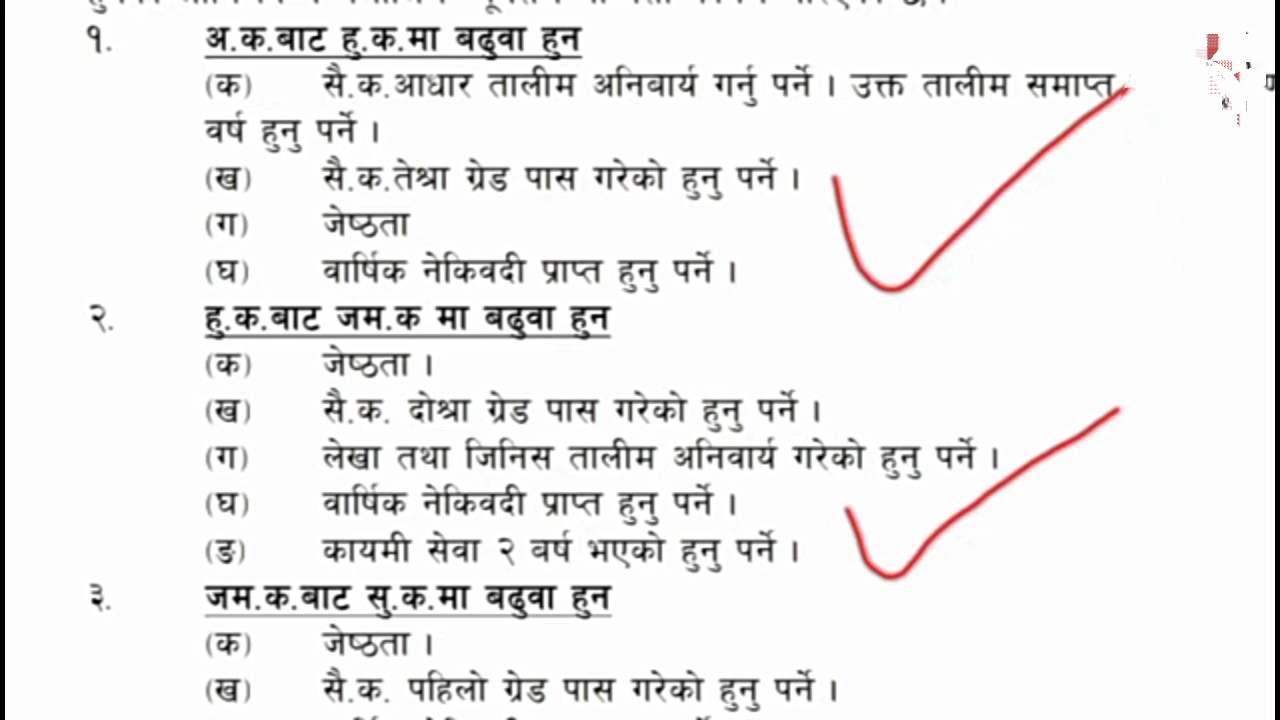 १. अ.क.बाट हु.क.मा बढुवा हुन
(क) सै.क.आधार तालीम अनिबार्य गर्नु पर्ने । उक्त तालीम समाप्त
वर्ष हुनु पर्ने ।
(ख) सै.क.तेश्रा ग्रेड पास गरेको हुनु पर्ने ।
(ग) जेष्ठता
(घ) वार्षिक नेकिवदी प्राप्त हुनु पर्ने ।
२. हु.क.बाट जम.क मा बढुवा हुन
(क) जेष्ठता ।
(ख) सै.क. दोश्रा ग्रेड पास गरेको हुनु पर्ने ।
(ग) लेखा तथा जिनिस तालीम अनिवार्य गरेको हुनु पर्ने ।
(घ) वार्षिक नेकिवदी प्राप्त हुनु पर्ने ।
(ङ) कायमी सेवा २ बर्ष भएको हुनु पर्ने ।
३. जम.क.बाट सु.क.मा बढुवा हुन
(क) जेष्ठता ।
(ख) सै.क. पहिलो ग्रेड पास गरेको हुनु पर्ने ।